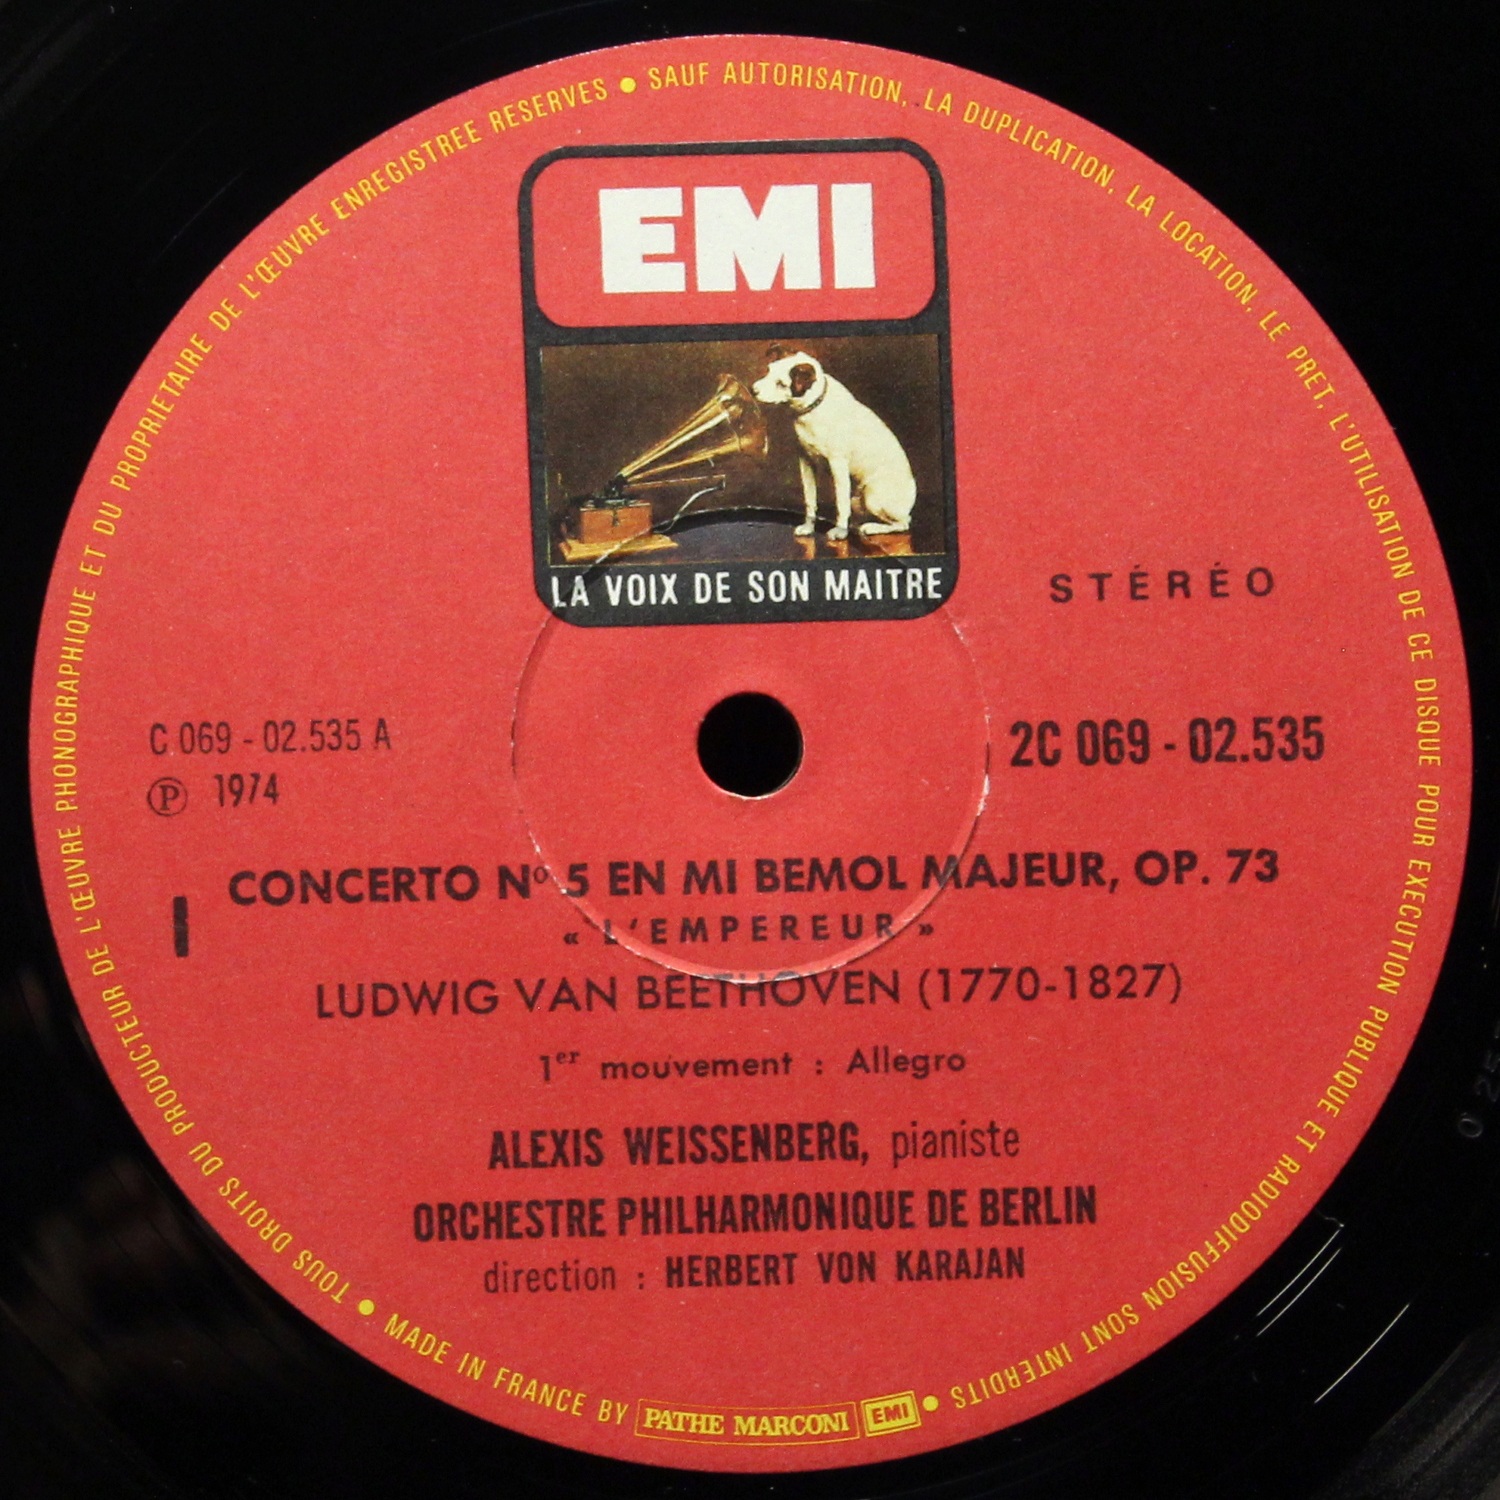 TOUS DROITS DU PRODUCTEUR DE L'ŒUVRE PHONOGRAPHIQUE ET DU PROPRIETAIRE DE L'ŒUVRE ENREGISTREE RESERVES • SAUF AUTORISATION, LA DUPLICATION, LA LOCATION, LE PRET, L'UTILISATION DE CE DISQUE POUR EXECUTION PUBLIQUE ET RADIODIFFUSION SONT INTERDITS •
EMI
LA VOIX DE SON MAITRE
STÉRÉO
C 069 - 02.535 A
℗ 1974
2C 069 - 02.535
I
CONCERTO Nº 5 EN MI BEMOL MAJEUR, OP. 73
« L'EMPEREUR »
LUDWIG VAN BEETHOVEN (1770-1827)
1er mouvement : Allegro
ALEXIS WEISSENBERG, pianiste
ORCHESTRE PHILHARMONIQUE DE BERLIN
direction : HERBERT VON KARAJAN
• MADE IN FRANCE BY PATHE MARCONI EMI